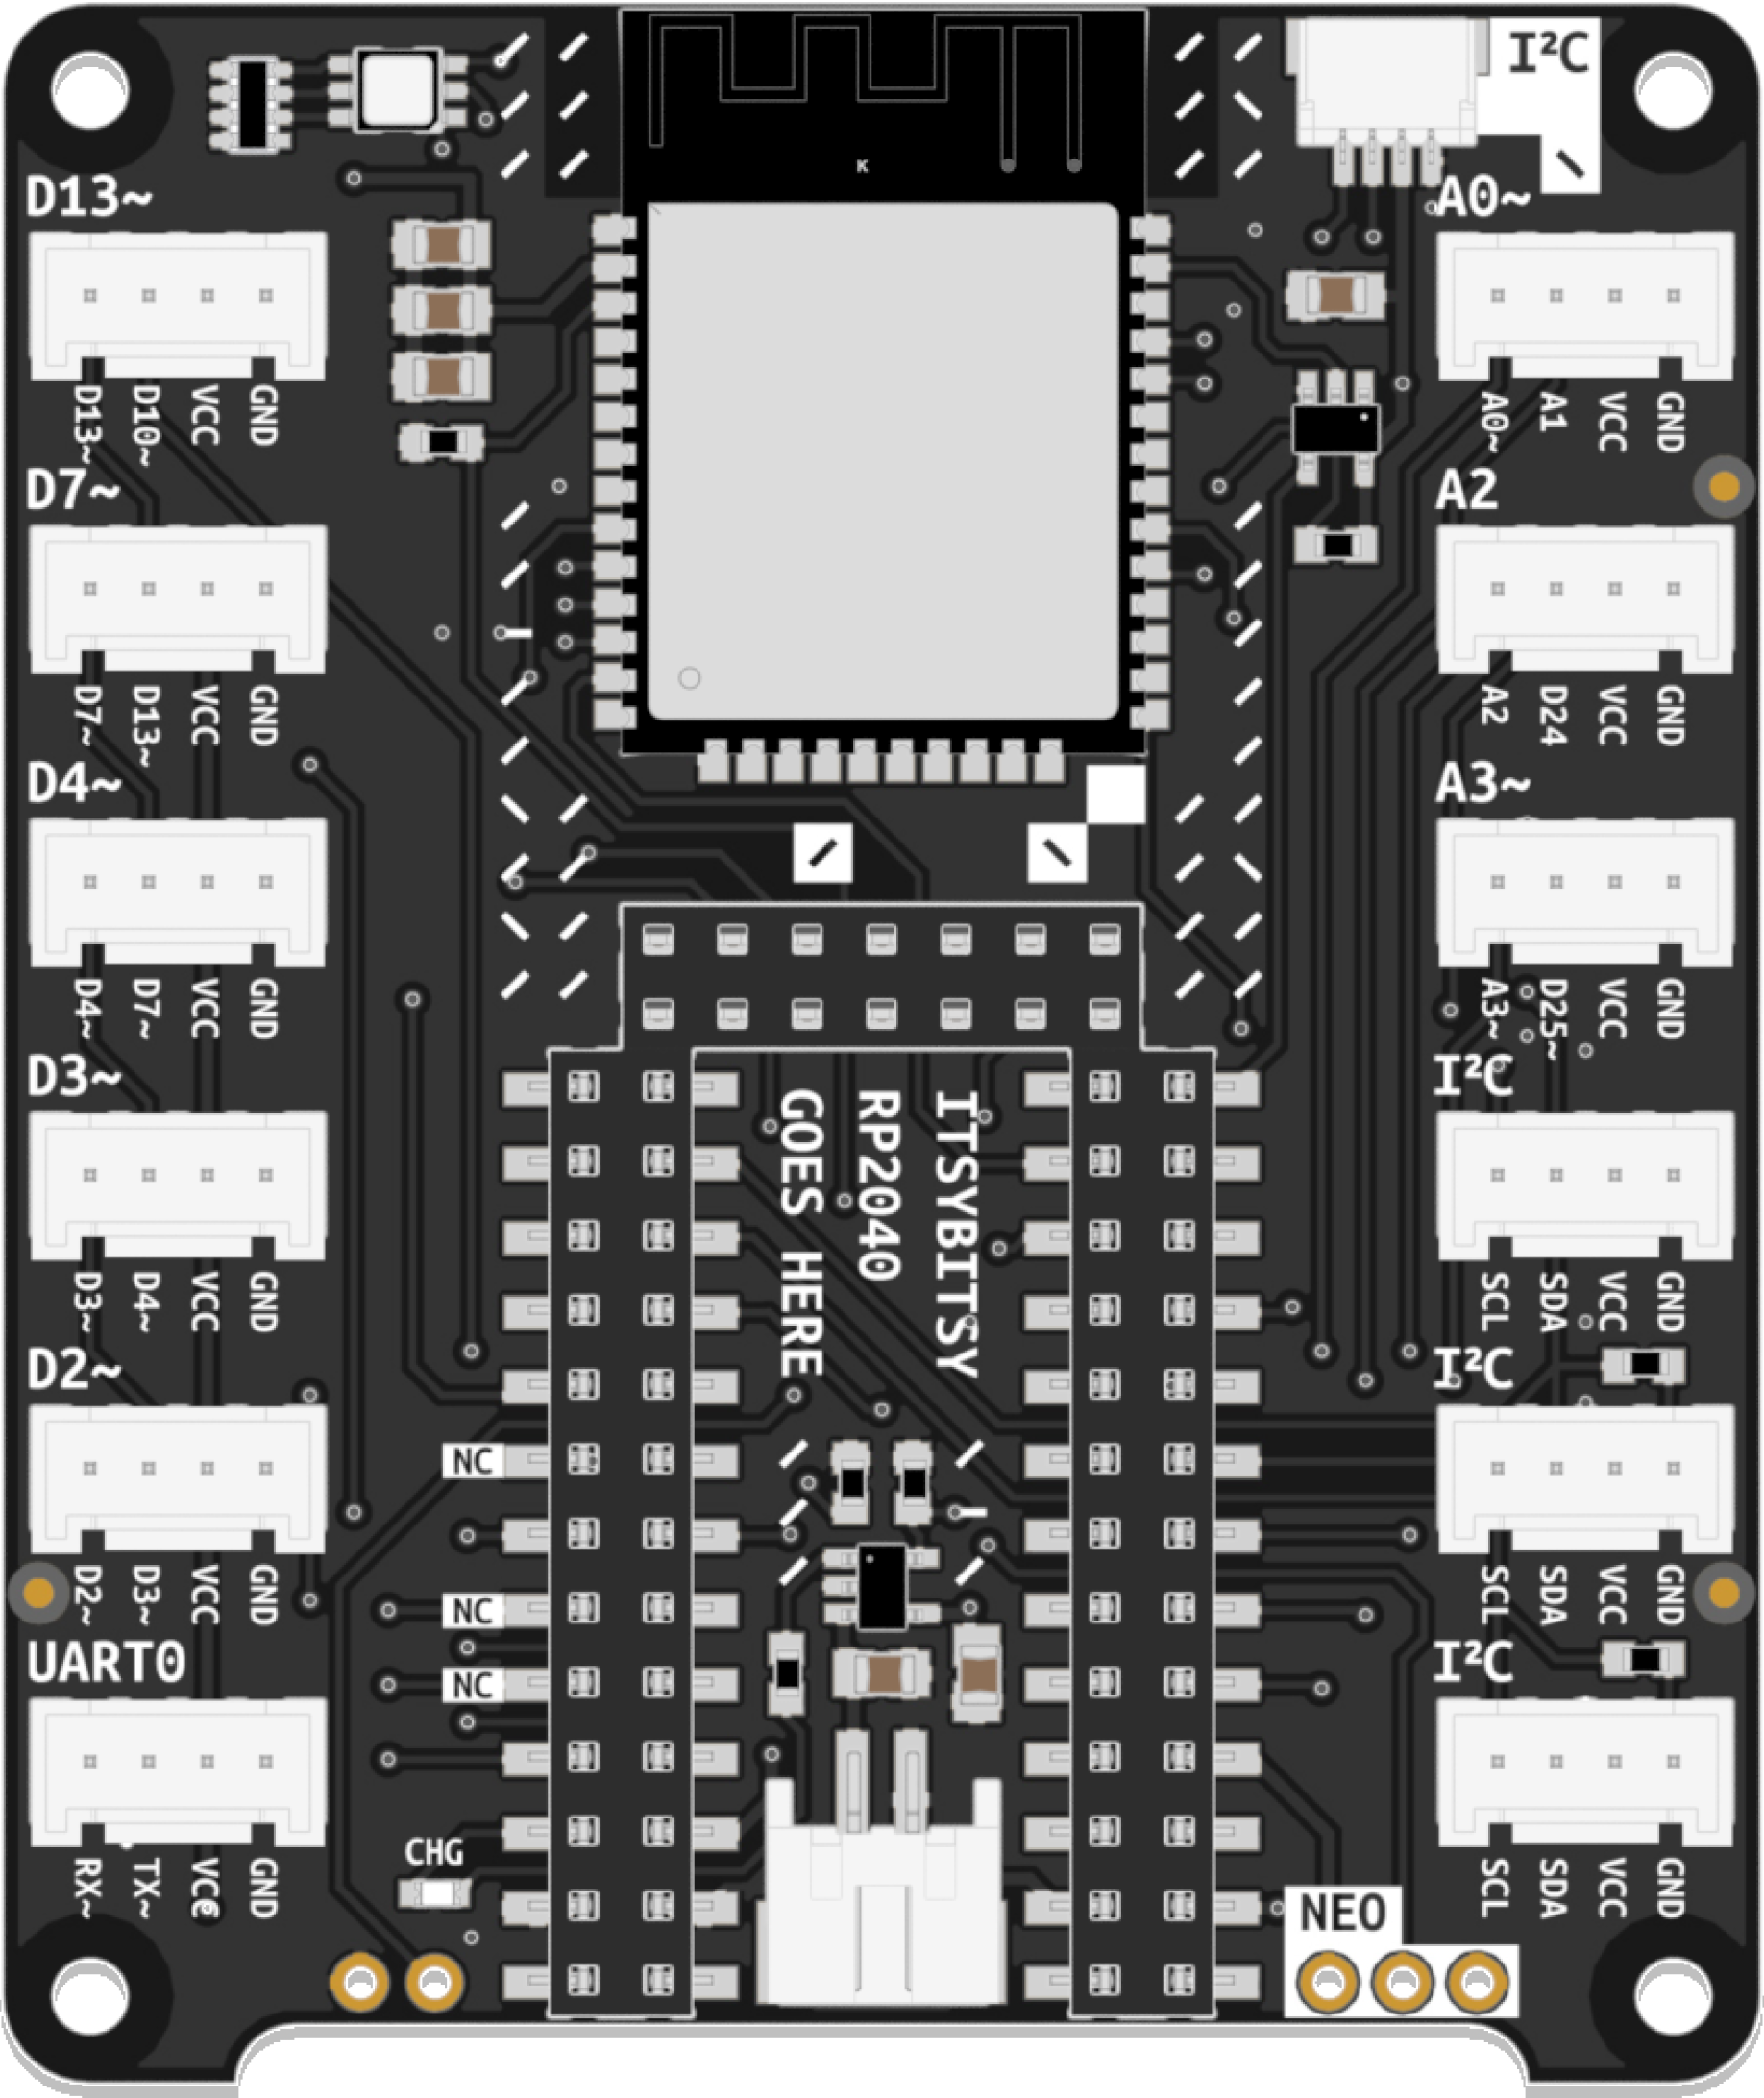 I²C
K
D13~
D13~ D10~ VCC GND
D7~
D7~ D13~ VCC GND
D4~
D4~ D7~ VCC GND
D3~
D3~ D4~ VCC GND
D2~
D2~ D3~ VCC GND
UART0
RX~ TX~ VCC GND
CHG
NC
NC
NC
ITSYBITSY
RP2040
GOES HERE
A0~
A0~ A1 VCC GND
A2
A2 D24 VCC GND
A3~
A3~ D25~ VCC GND
I²C
SCL SDA VCC GND
I²C
SCL SDA VCC GND
I²C
SCL SDA VCC GND
NEO